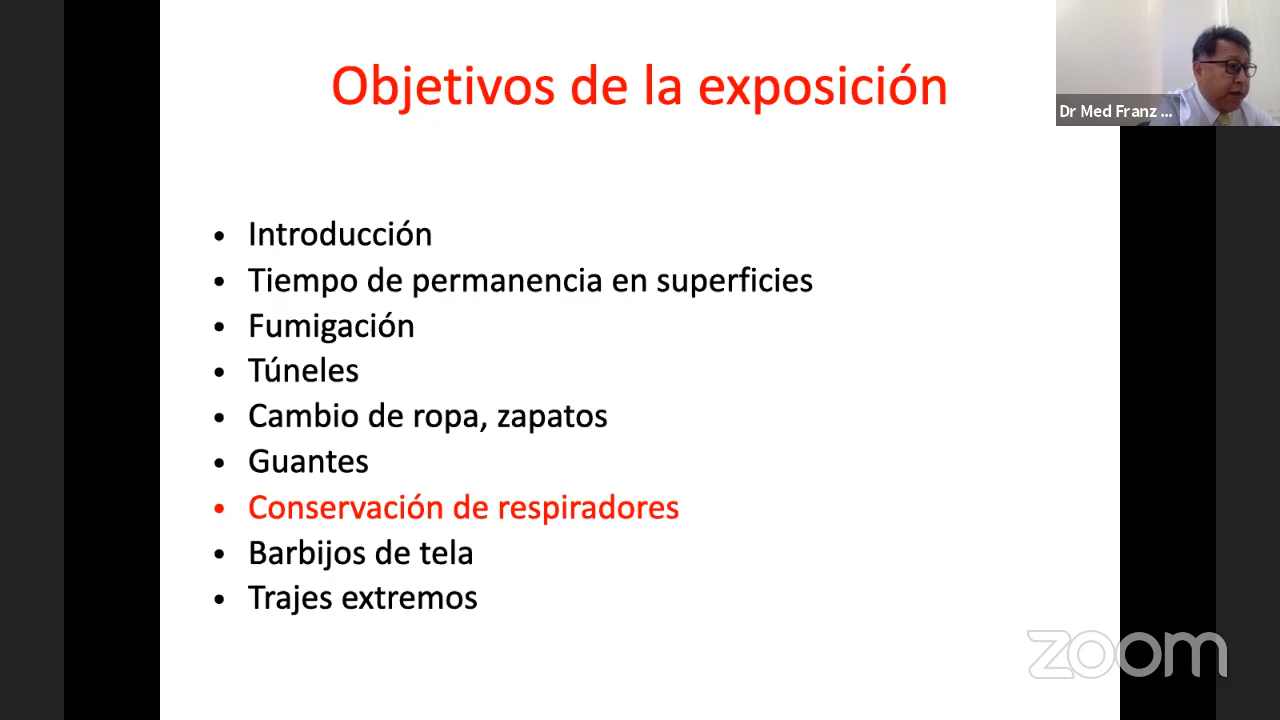 Objetivos de la exposición
Dr Med Franz ...
• Introducción
• Tiempo de permanencia en superficies
• Fumigación
• Túneles
• Cambio de ropa, zapatos
• Guantes
• Conservación de respiradores
• Barbijos de tela
• Trajes extremos
zoom